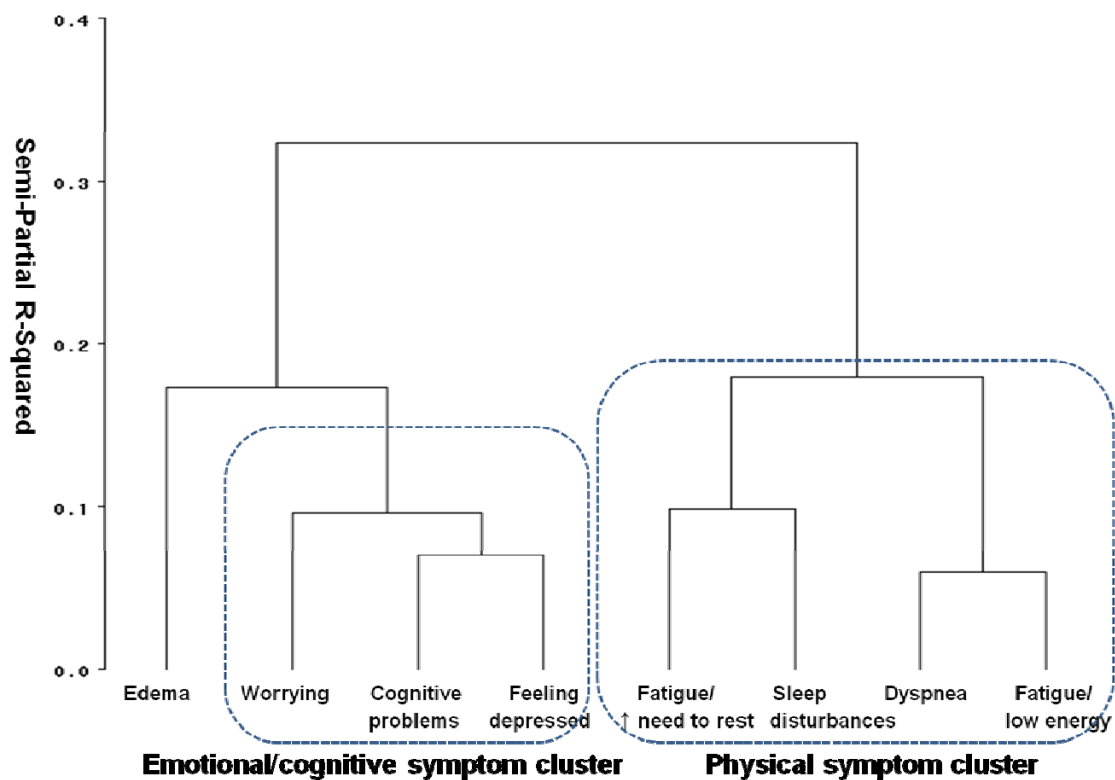 0.4
0.3
0.2
0.1
0.0
Semi-Partial R-Squared
Edema
Worrying
Cognitive
problems
Feeling
depressed
Fatigue/
↑ need to rest
Sleep
disturbances
Dyspnea
Fatigue/
low energy
Emotional/cognitive symptom cluster
Physical symptom cluster